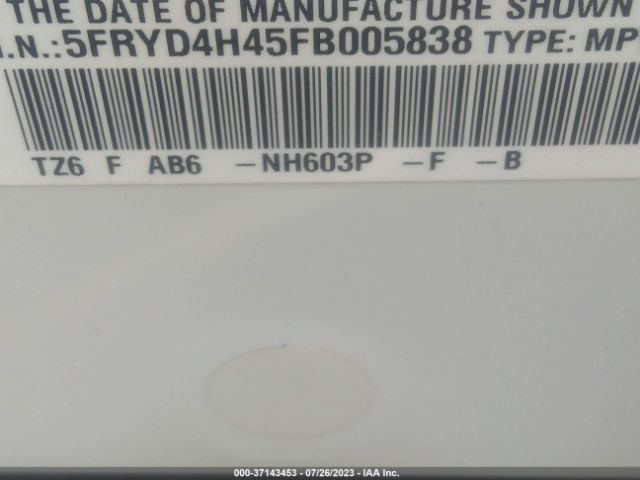 THE DATE OF MANUFACTURE SHOWN
I.N.:5FRYD4H45FB005838 TYPE: MP
TZ6 F AB6 -NH603P -F -B
000-37143453 - 07/26/2023 - IAA Inc.